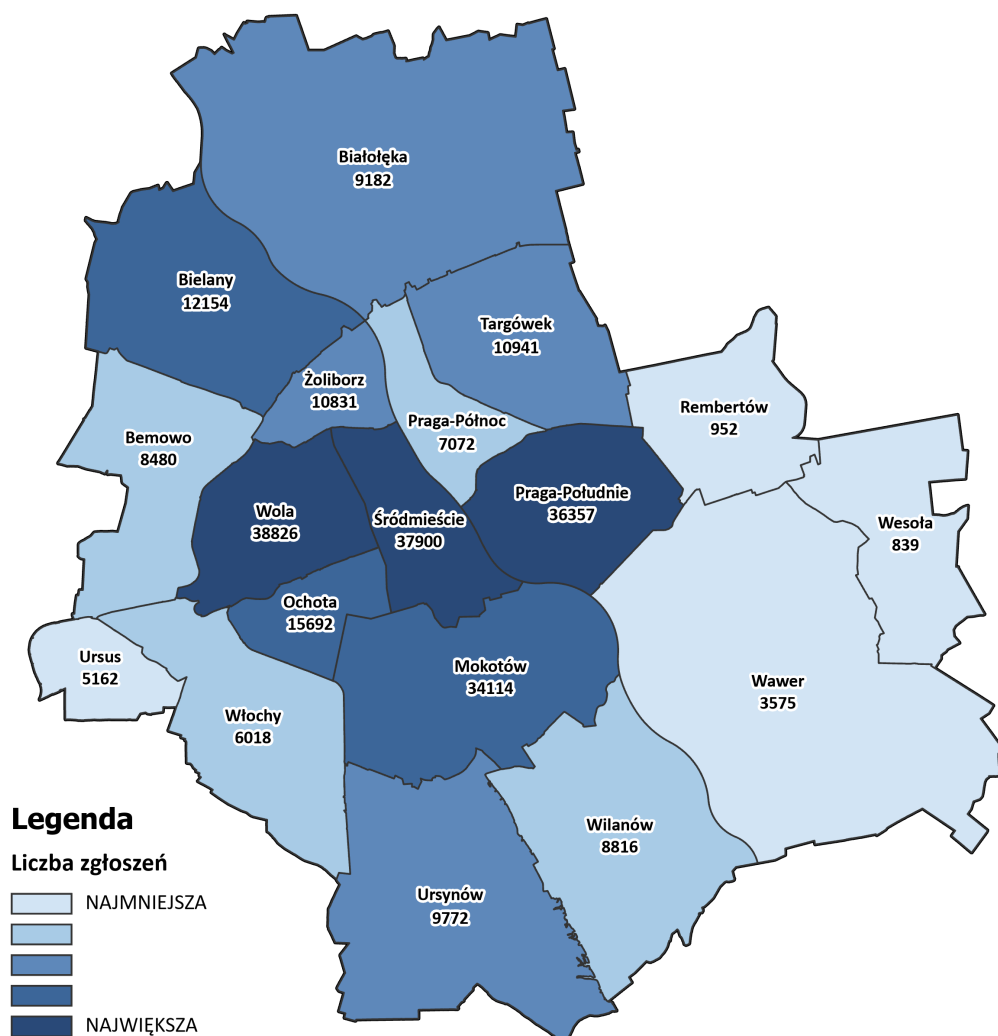 Białołęka
9182
Bielany
12154
Targówek
10941
Żoliborz
10831
Rembertów
952
Praga-Północ
7072
Bemowo
8480
Praga-Południe
36357
Wola
38826
Śródmieście
37900
Wesoła
839
Ochota
15692
Ursus
5162
Mokotów
34114
Wawer
3575
Włochy
6018
Wilanów
8816
Ursynów
9772
Legenda
Liczba zgłoszeń
NAJMNIEJSZA
NAJWIĘKSZA